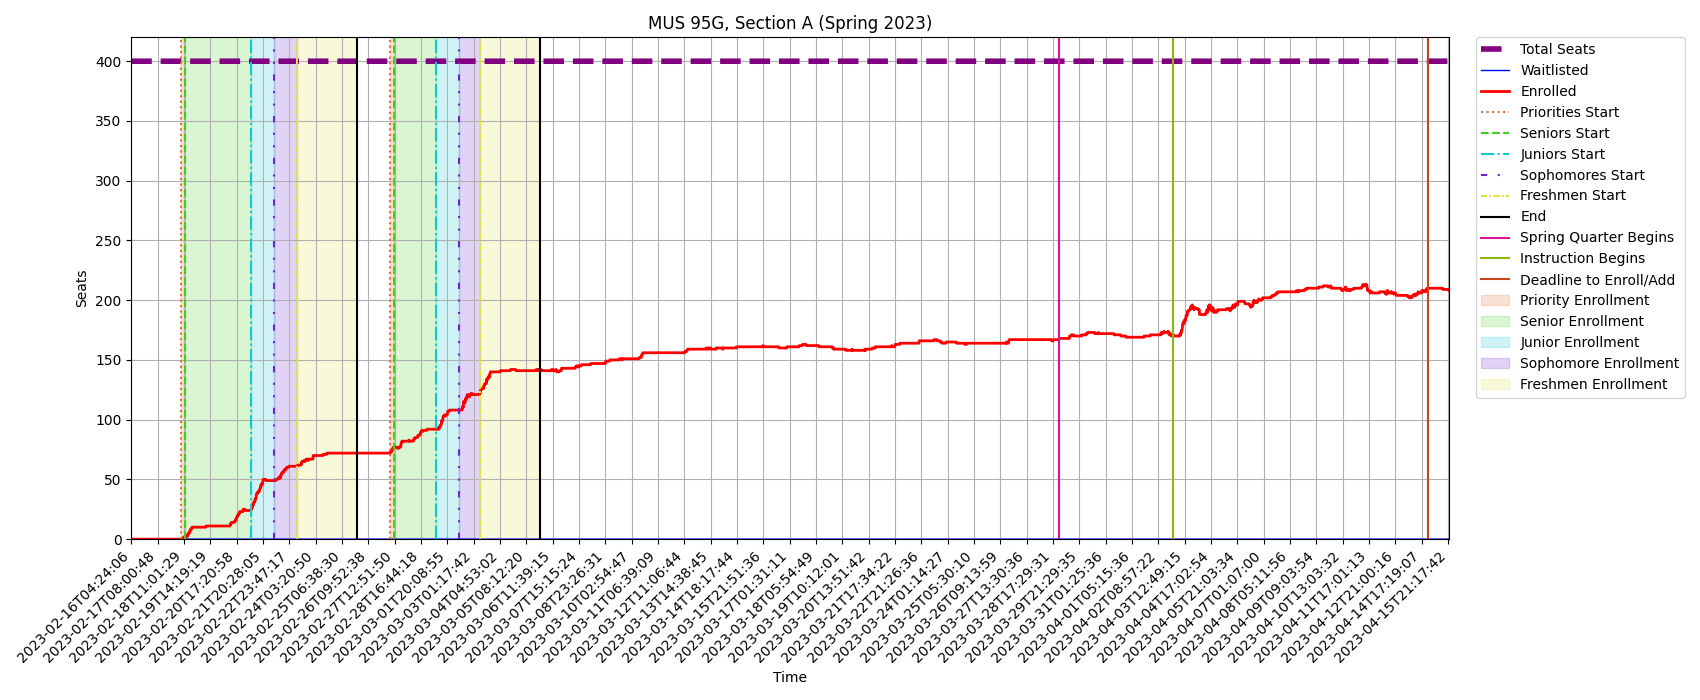 MUS 95G, Section A (Spring 2023)
Seats
400
350
300
250
200
150
100
50
0
2023-02-16T04:24:06
2023-02-17T08:00:48
2023-02-18T11:01:29
2023-02-19T14:19:19
2023-02-20T17:20:58
2023-02-21T20:28:05
2023-02-22T23:47:17
2023-02-24T03:20:50
2023-02-25T06:38:30
2023-02-26T09:52:38
2023-02-27T12:51:50
2023-02-28T16:44:18
2023-03-01T20:08:55
2023-03-03T01:17:42
2023-03-04T04:53:02
2023-03-05T08:12:20
2023-03-06T11:39:15
2023-03-07T15:15:24
2023-03-08T23:26:31
2023-03-10T02:54:47
2023-03-11T06:39:09
2023-03-12T11:06:44
2023-03-13T14:38:45
2023-03-14T18:17:44
2023-03-15T21:51:36
2023-03-17T01:31:11
2023-03-18T05:54:49
2023-03-19T10:12:01
2023-03-20T13:51:42
2023-03-21T17:34:22
2023-03-22T21:26:36
2023-03-24T01:14:27
2023-03-25T05:30:10
2023-03-26T09:13:59
2023-03-27T13:30:36
2023-03-28T17:29:31
2023-03-29T21:29:35
2023-03-31T01:25:36
2023-04-01T05:15:36
2023-04-02T08:57:22
2023-04-03T12:49:15
2023-04-04T17:02:54
2023-04-05T21:03:34
2023-04-07T01:07:00
2023-04-08T05:11:56
2023-04-09T09:03:54
2023-04-10T13:03:32
2023-04-11T17:01:13
2023-04-12T21:00:16
2023-04-14T17:19:07
2023-04-15T21:17:42
Time
Total Seats
Waitlisted
Enrolled
Priorities Start
Seniors Start
Juniors Start
Sophomores Start
Freshmen Start
End
Spring Quarter Begins
Instruction Begins
Deadline to Enroll/Add
Priority Enrollment
Senior Enrollment
Junior Enrollment
Sophomore Enrollment
Freshmen Enrollment